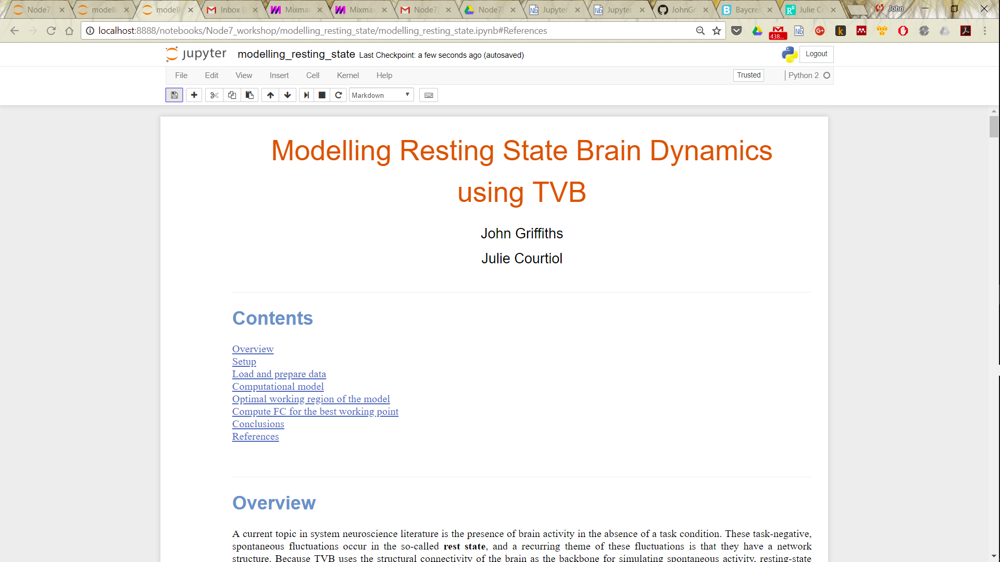 Node7_
modelli
modelli
Inbox (
Mixma
Mixma
Node7
Node7
Jupyter
Jupyter
JohnGr
Baycres
Julie Co
John
localhost:8888/notebooks/Node7_workshop/modelling_resting_state/modelling_resting_state.ipynb#References
438...
jupyter modelling_resting_state Last Checkpoint: a few seconds ago (autosaved)
Logout
File Edit View Insert Cell Kernel Help
Trusted
Python 2
Markdown
Modelling Resting State Brain Dynamics
using TVB
John Griffiths
Julie Courtiol
Contents
Overview
Setup
Load and prepare data
Computational model
Optimal working region of the model
Compute FC for the best working point
Conclusions
References
Overview
A current topic in system neuroscience literature is the presence of brain activity in the absence of a task condition. These task-negative,
spontaneous fluctuations occur in the so-called rest state, and a recurring theme of these fluctuations is that they have a network
structure. Because TVB uses the structural connectivity of the brain as the backbone for simulating spontaneous activity, resting-state